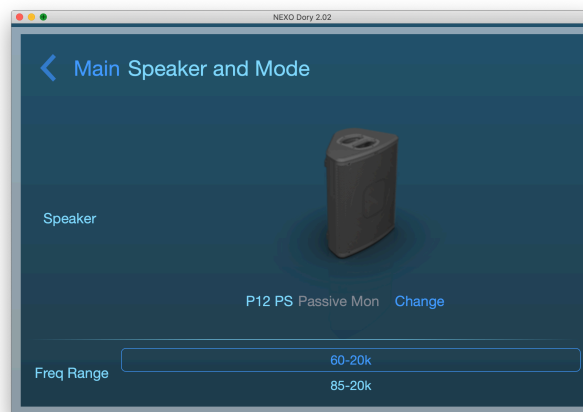 NEXO Dory 2.02
Main Speaker and Mode
Speaker
P12 PS Passive Mon Change
Freq Range
60-20k
85-20k